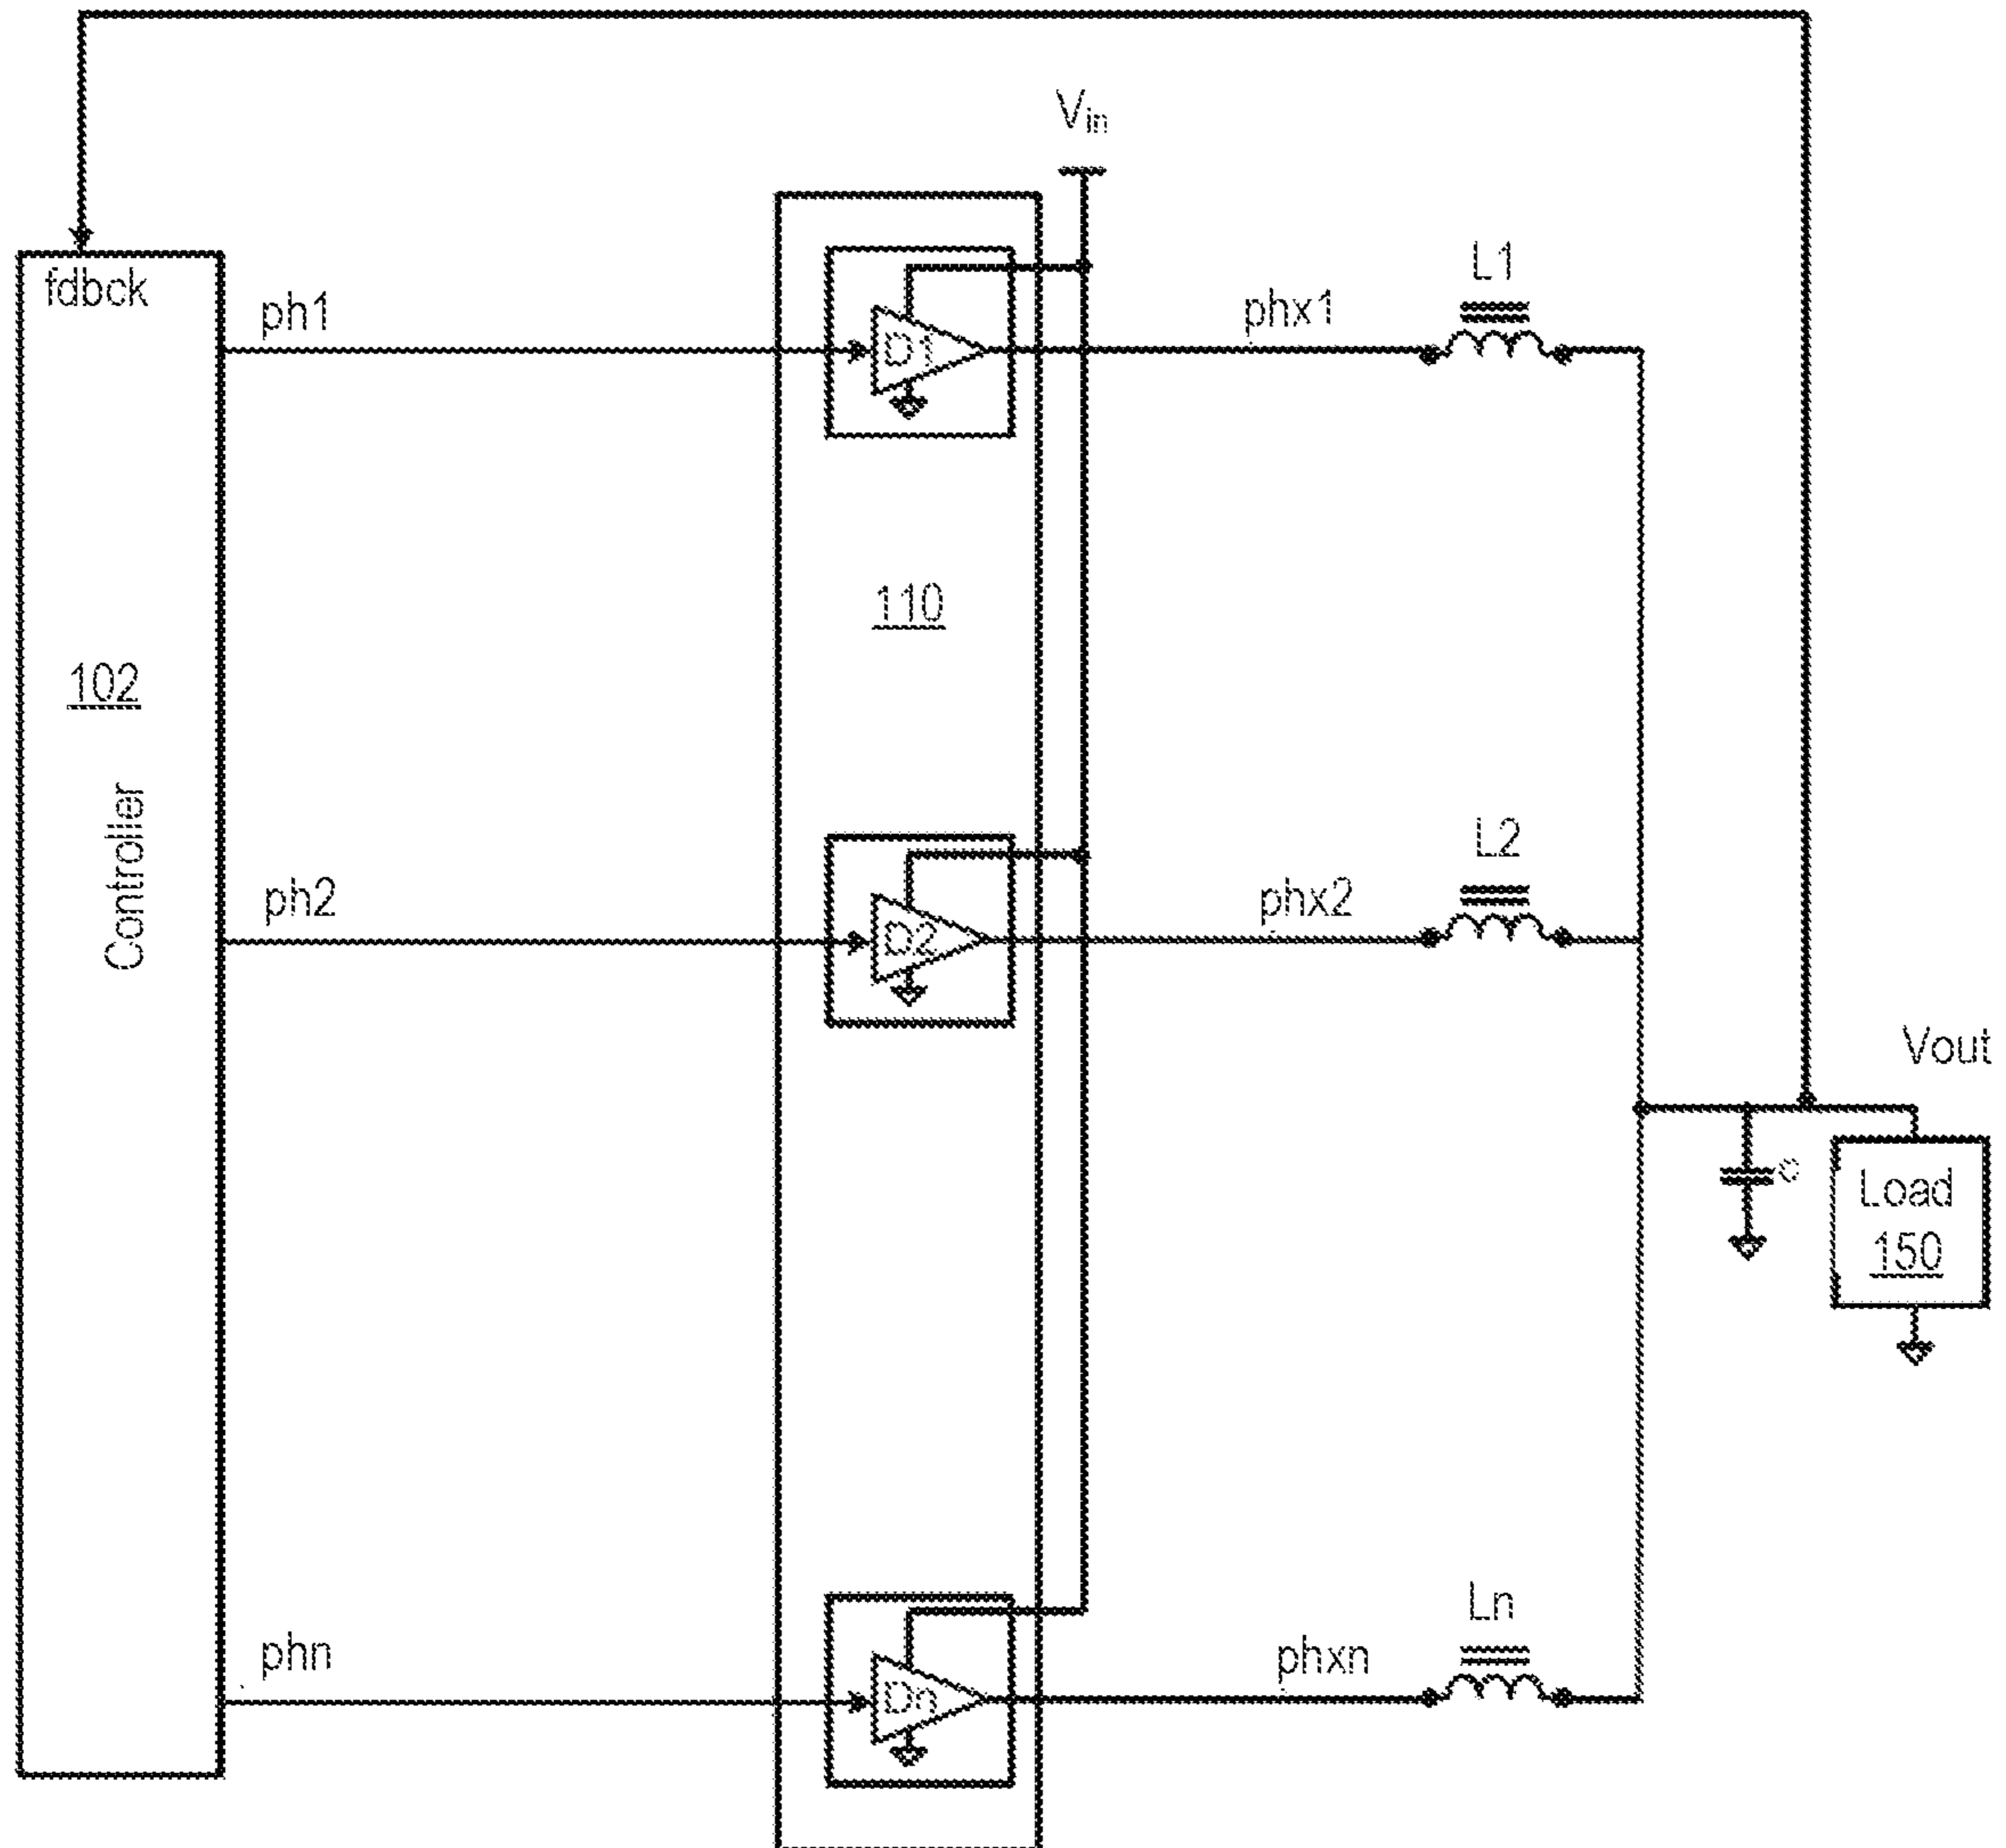 Vin
fdbck
ph1
D1
phx1
L1
110
102
Controller
ph2
D2
phx2
L2
Vout
c
Load
150
phn
Dn
phxn
Ln